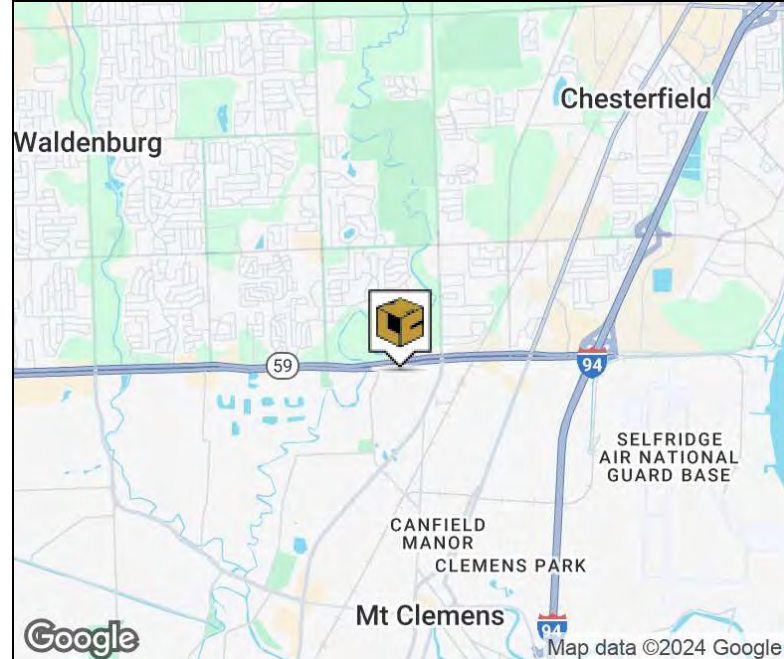 Chesterfield
Waldenburg
59
94
SELFRIDGE
AIR NATIONAL
GUARD BASE
CANFIELD
MANOR
CLEMENS PARK
Mt Clemens
94
Google
Map data ©2024 Google